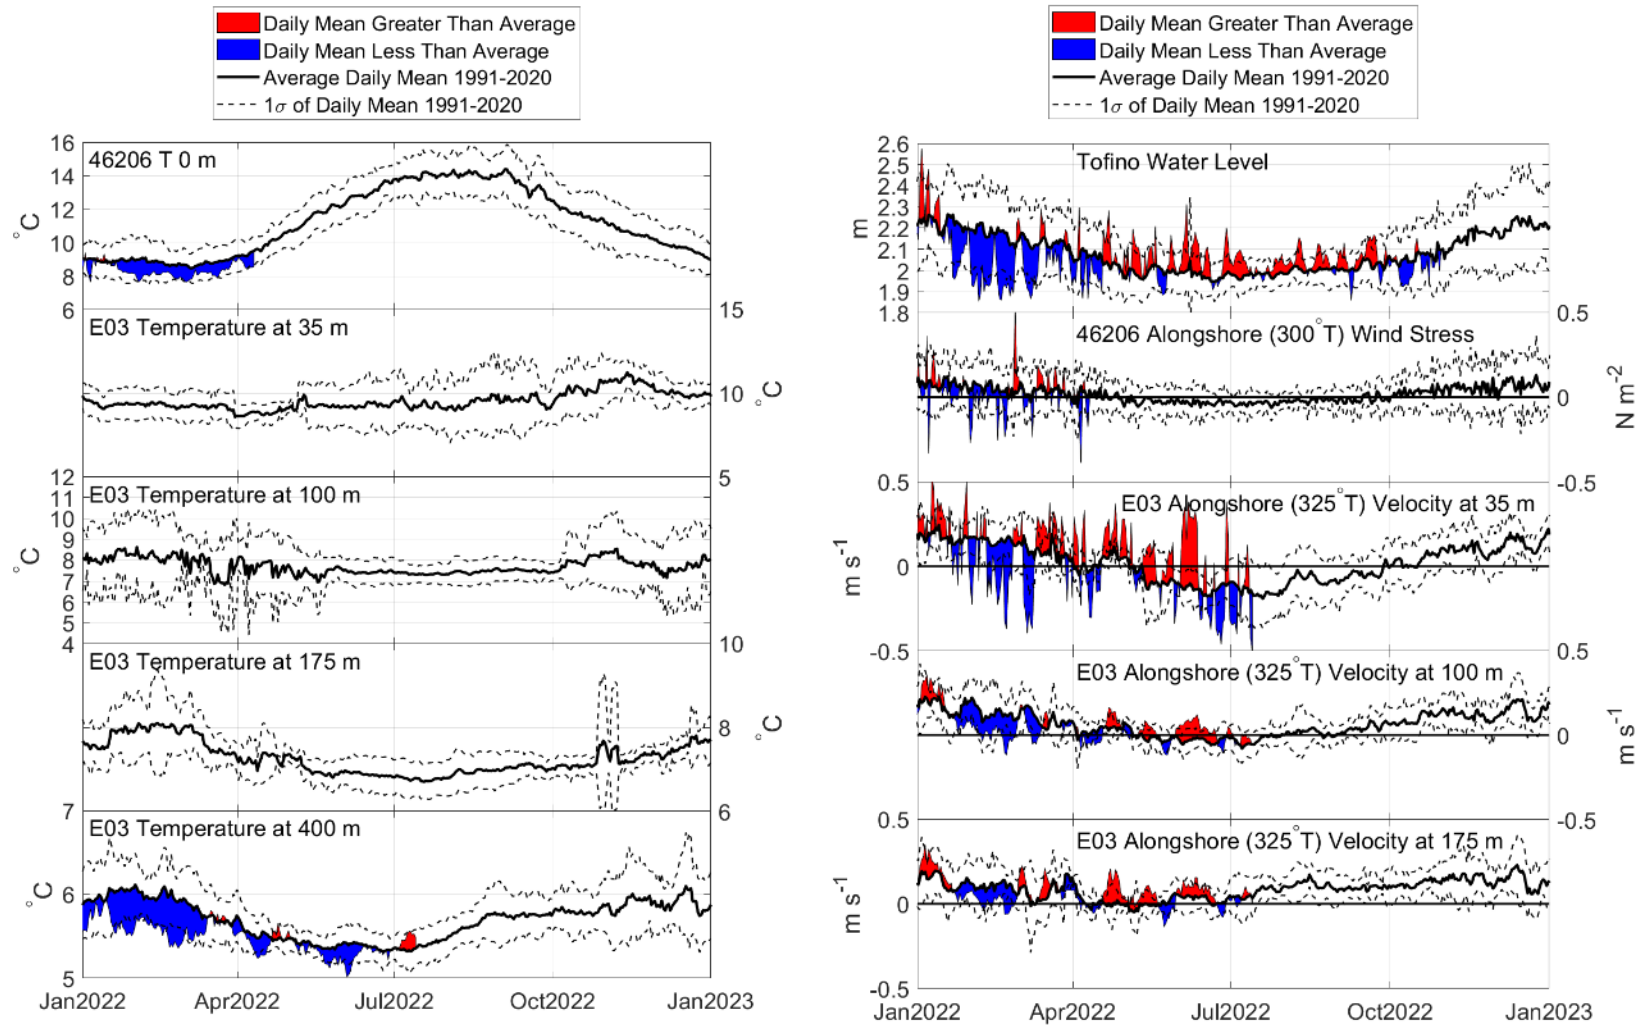 Daily Mean Greater Than Average
Daily Mean Less Than Average
Average Daily Mean 1991-2020
1σ of Daily Mean 1991-2020
16
14
12
10
8
6
°C
46206 T 0 m
15
10
5
°C
E03 Temperature at 35 m
12
11
10
9
8
7
6
5
4
°C
E03 Temperature at 100 m
10
8
6
°C
E03 Temperature at 175 m
7
6
5
°C
E03 Temperature at 400 m
Jan2022
Apr2022
Jul2022
Oct2022
Jan2023
Daily Mean Greater Than Average
Daily Mean Less Than Average
Average Daily Mean 1991-2020
1σ of Daily Mean 1991-2020
2.6
2.5
2.4
2.3
2.2
2.1
2
1.9
1.8
m
Tofino Water Level
0.5
0
-0.5
N m-2
46206 Alongshore (300°T) Wind Stress
0.5
0
-0.5
m s-1
E03 Alongshore (325°T) Velocity at 35 m
0.5
0
-0.5
m s-1
E03 Alongshore (325°T) Velocity at 100 m
0.5
0
-0.5
m s-1
E03 Alongshore (325°T) Velocity at 175 m
Jan2022
Apr2022
Jul2022
Oct2022
Jan2023